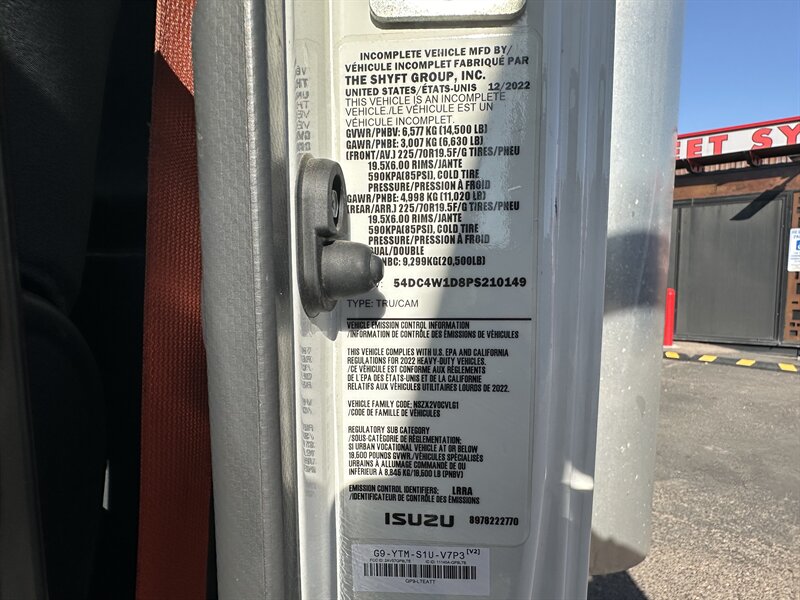 INCOMPLETE VEHICLE MFD BY/
VÉHICULE INCOMPLET FABRIQUÉ PAR
THE SHYFT GROUP, INC.
UNITED STATES/ÉTATS-UNIS 12/2022
THIS VEHICLE IS AN INCOMPLETE
VEHICLE./LE VÉHICULE EST UN
VÉHICULE INCOMPLET.
GVWR/PNBV: 6,577 KG (14,500 LB)
GAWR/PNBE: 3,007 KG (6,630 LB)
(FRONT/AV.) 225/70R19.5F/G TIRES/PNEU
19.5X6.00 RIMS/JANTE
590KPA(85PSI), COLD TIRE
PRESSURE/PRESSION À FROID
GAWR/PNBE: 4,998 KG (11,020 LB)
(REAR/ARR.) 225/70R19.5F/G TIRES/PNEU
19.5X6.00 RIMS/JANTE
590KPA(85PSI), COLD TIRE
PRESSURE/PRESSION À FROID
DUAL/DOUBLE
NBC: 9,299KG(20,500LB)
54DC4W1D8PS210149
TYPE: TRU/CAM
VEHICLE EMISSION CONTROL INFORMATION
/INFORMATION DE CONTRÔLE DES ÉMISSIONS DE VÉHICULES
THIS VEHICLE COMPLIES WITH U.S. EPA AND CALIFORNIA
REGULATIONS FOR 2022 HEAVY-DUTY VEHICLES.
/CE VÉHICULE EST CONFORME AUX RÈGLEMENTS
DE L'EPA DES ÉTATS-UNIS ET DE LA CALIFORNIE
RELATIFS AUX VÉHICULES UTILITAIRES LOURDS DE 2022.
VEHICLE FAMILY CODE: NSZX2VOCVLG1
/CODE DE FAMILLE DE VÉHICULES
REGULATORY SUB CATEGORY
/SOUS-CATÉGORIE DE RÉGLEMENTATION:
SI URBAN VOCATIONAL VEHICLE AT OR BELOW
19,500 POUNDS GVWR./VÉHICULES SPÉCIALISÉS
URBAINS À ALLUMAGE COMMANDÉ DE OU
INFÉRIEUR À 8,845 KG/19,500 LB (PNBV)
EMISSION CONTROL IDENTIFIERS: LRRA
/IDENTIFICATEUR DE CONTRÔLE DES ÉMISSIONS
ISUZU 8978222770
G9-YTM-S1U-V7P3 [V2]
GP9-LTEATT
EET SY